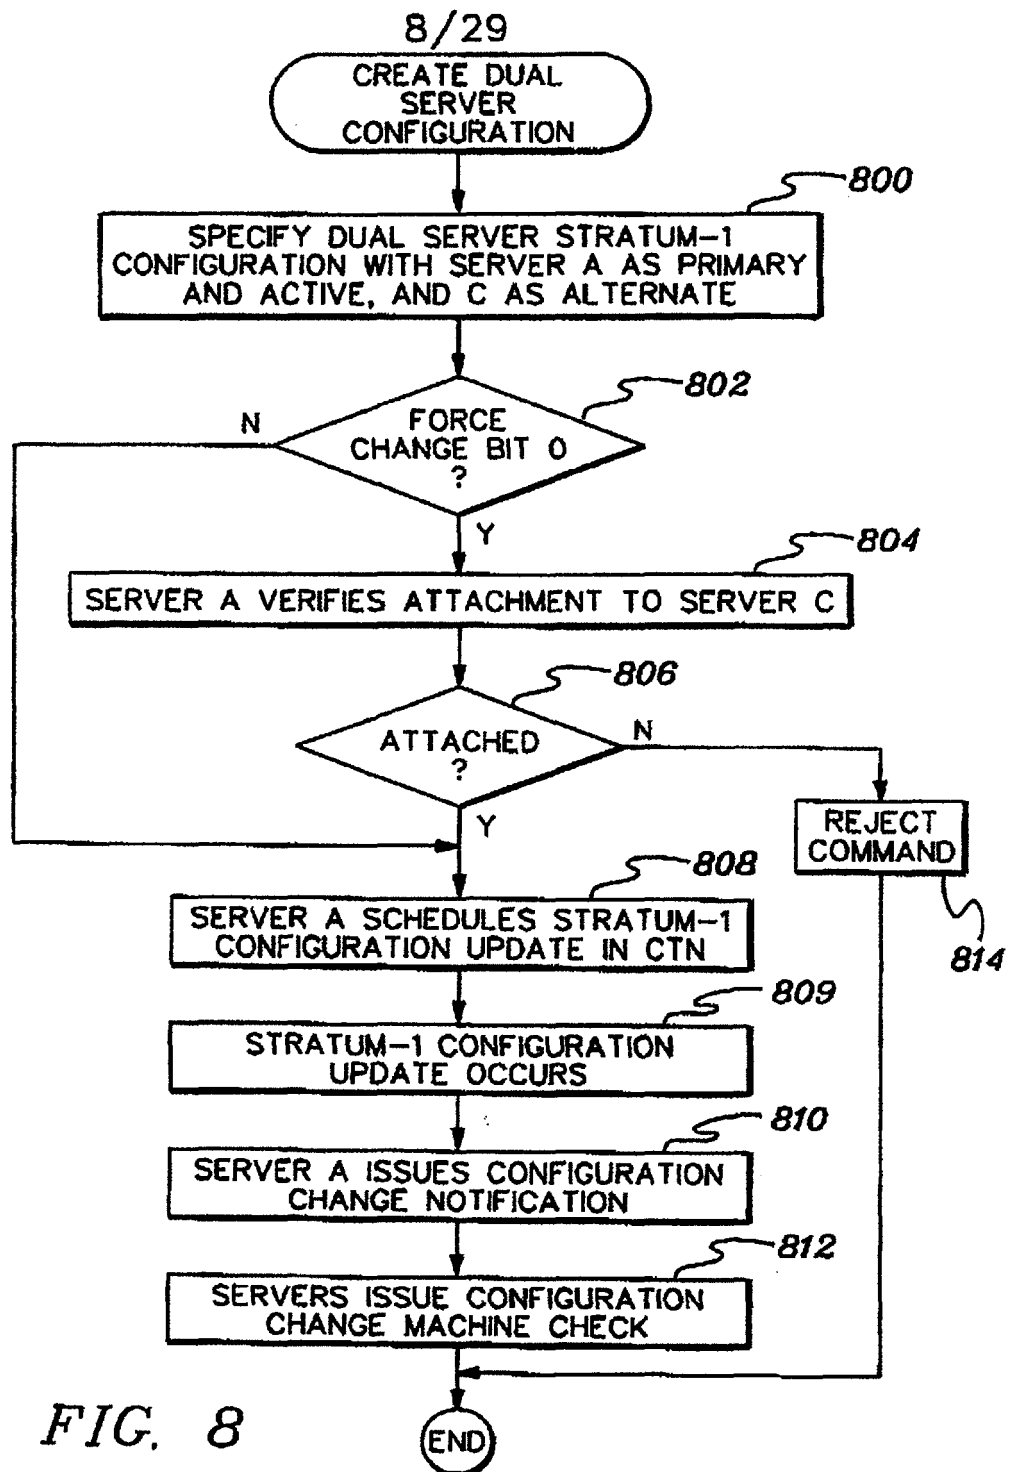 8/29
CREATE DUAL
SERVER
CONFIGURATION
800
SPECIFY DUAL SERVER STRATUM-1
CONFIGURATION WITH SERVER A AS PRIMARY
AND ACTIVE, AND C AS ALTERNATE
802
N
FORCE
CHANGE BIT 0
?
Y
804
SERVER A VERIFIES ATTACHMENT TO SERVER C
806
ATTACHED
?
N
Y
REJECT
COMMAND
814
808
SERVER A SCHEDULES STRATUM-1
CONFIGURATION UPDATE IN CTN
809
STRATUM-1 CONFIGURATION
UPDATE OCCURS
810
SERVER A ISSUES CONFIGURATION
CHANGE NOTIFICATION
812
SERVERS ISSUE CONFIGURATION
CHANGE MACHINE CHECK
END
FIG. 8